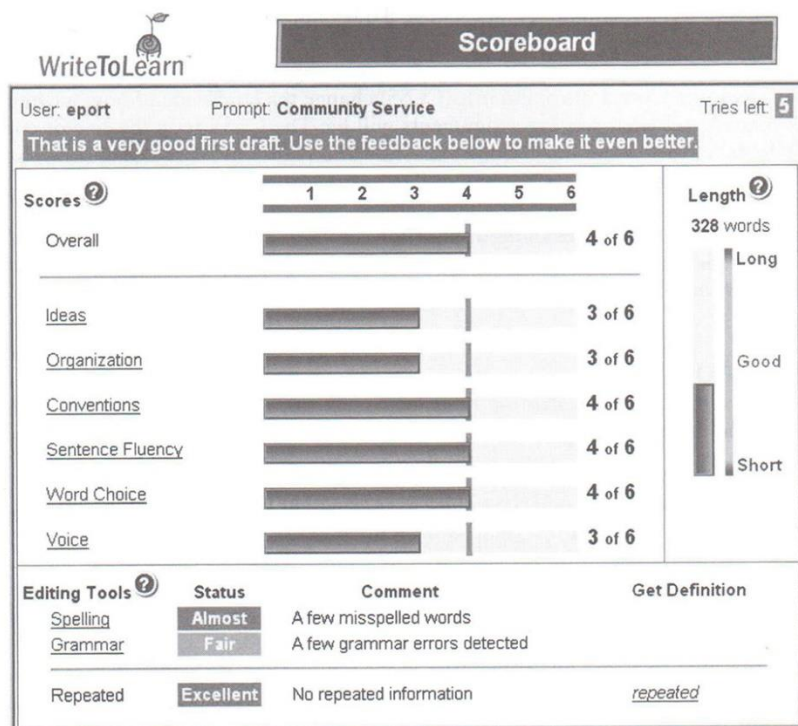 WriteToLearn
Scoreboard
User: eport Prompt: Community Service Tries left: 5
That is a very good first draft. Use the feedback below to make it even better.
Scores ? 1 2 3 4 5 6 Length ?
328 words
Overall 4 of 6 Long
Ideas 3 of 6
Organization 3 of 6 Good
Conventions 4 of 6
Sentence Fluency 4 of 6 Short
Word Choice 4 of 6
Voice 3 of 6
Editing Tools ? Status Comment Get Definition
Spelling Almost A few misspelled words
Grammar Fair A few grammar errors detected
Repeated Excellent No repeated information repeated